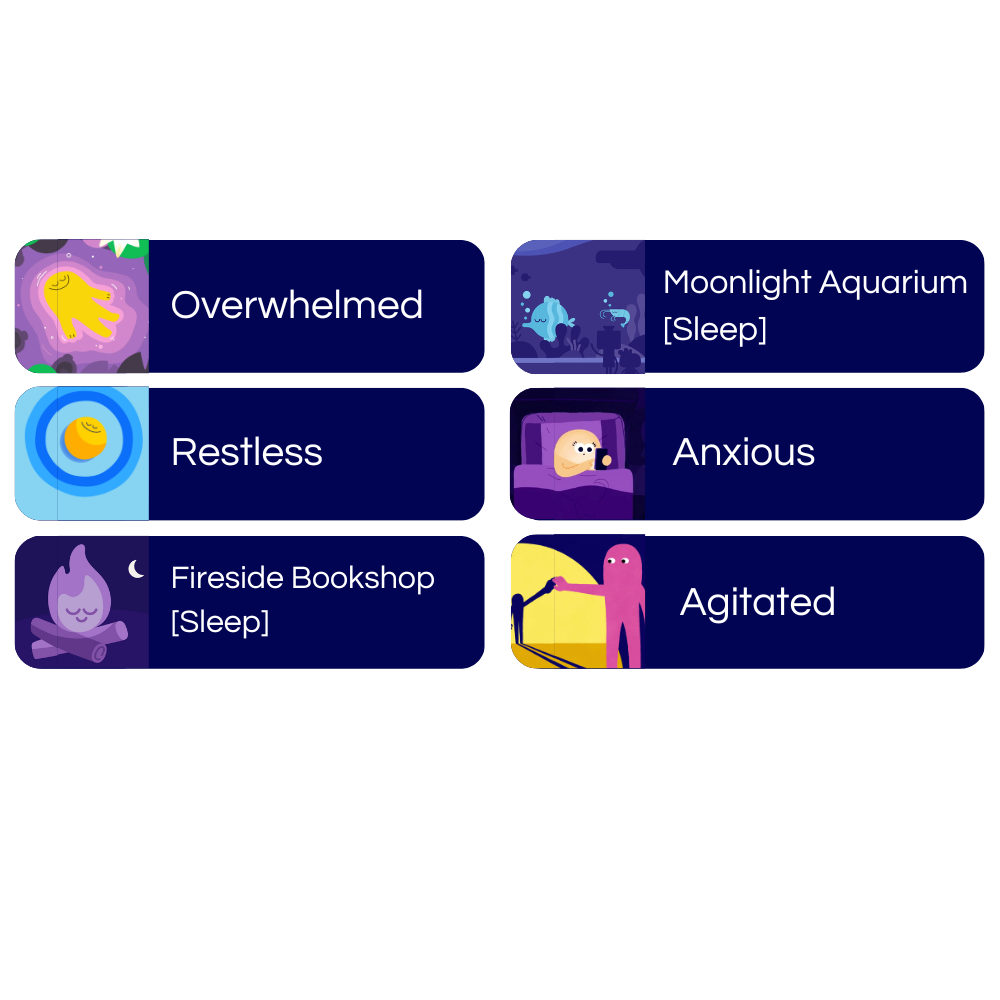 Overwhelmed
Moonlight Aquarium
[Sleep]
Restless
Anxious
Fireside Bookshop
[Sleep]
Agitated